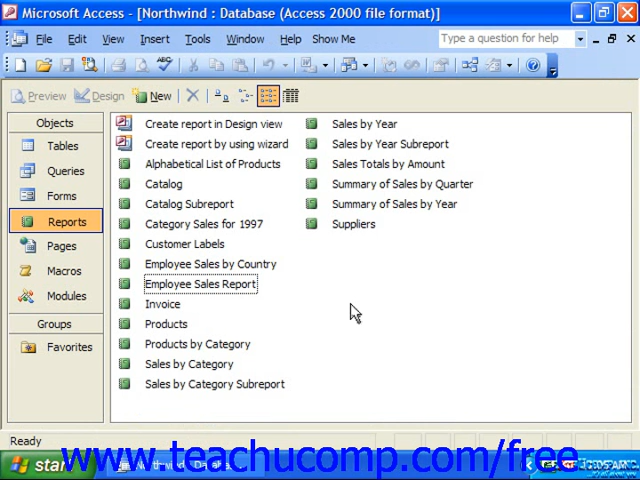 Microsoft Access - [Northwind : Database (Access 2000 file format)]
File Edit View Insert Tools Window Help Show Me
Type a question for help
Preview Design New
Objects
Tables
Queries
Forms
Reports
Pages
Macros
Modules
Groups
Favorites
Create report in Design view
Create report by using wizard
Alphabetical List of Products
Catalog
Catalog Subreport
Category Sales for 1997
Customer Labels
Employee Sales by Country
Employee Sales Report
Invoice
Products
Products by Category
Sales by Category
Sales by Category Subreport
Sales by Year
Sales by Year Subreport
Sales Totals by Amount
Summary of Sales by Quarter
Summary of Sales by Year
Suppliers
Ready
start
www.teachucomp.com/free